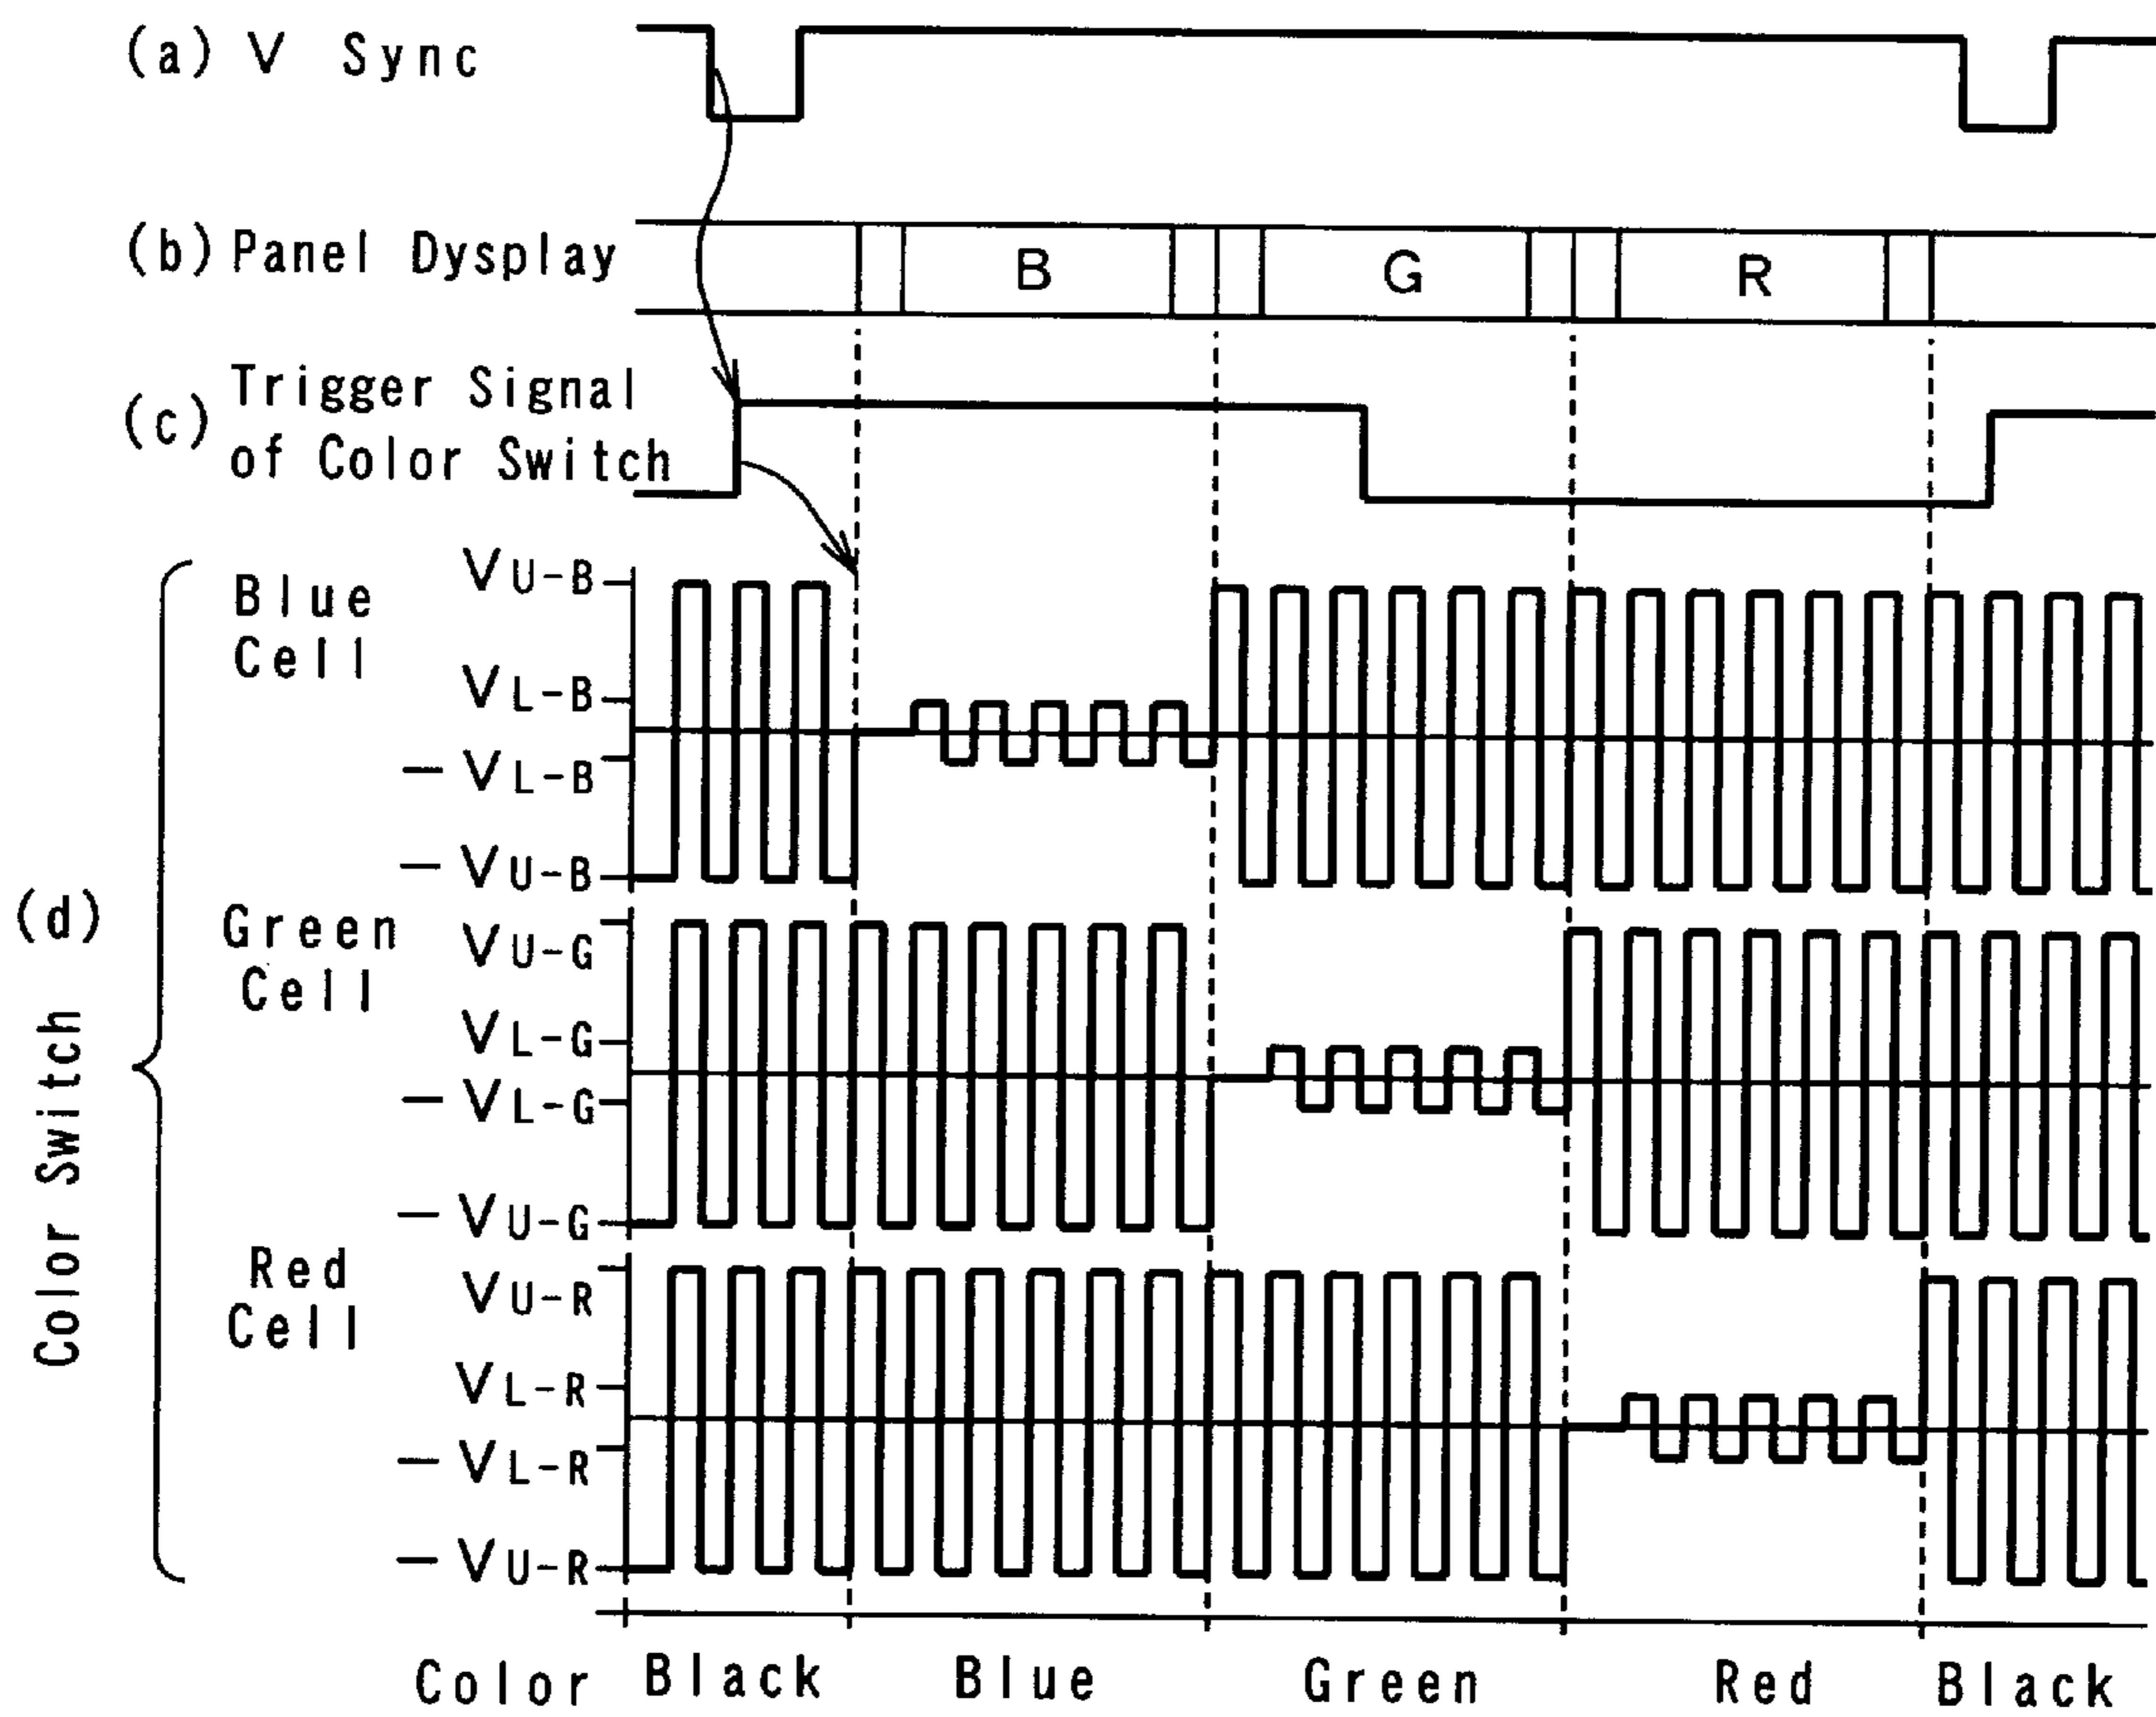 (a) V Sync
(b) Panel Dysplay
B G R
(c) Trigger Signal
of Color Switch
(d) Color Switch
Blue
Cell
VU-B
VL-B
-VL-B
-VU-B
Green
Cell
VU-G
VL-G
-VL-G
-VU-G
Red
Cell
VU-R
VL-R
-VL-R
-VU-R
Color Black Blue Green Red Black